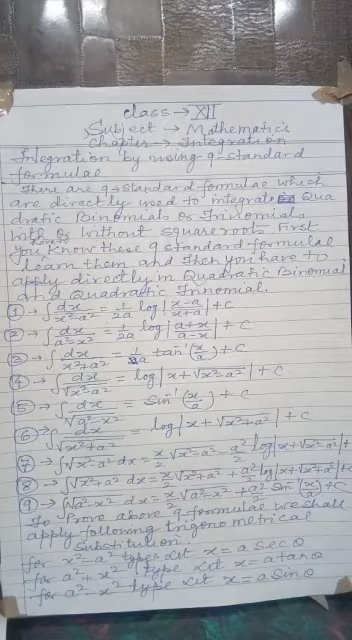 Class → XII
Subject → Mathematics
Chapter → Integration
Integration by using 9 standard
formulae
There are 9 standard formulae which
are directly used to integrate Qua
dratic Binomials or Trinomials
with or without square roots. First
you have to know these 9 standard formulae
learn them and then you have to
apply directly in Quadratic Binomial
and Quadratic Trinomial.
① → ∫ dx/(x²-a²) = 1/2a log |(x-a)/(x+a)| + c
② → ∫ dx/(a²-x²) = 1/2a log |(a+x)/(a-x)| + c
③ → ∫ dx/(x²+a²) = 1/a tan⁻¹(x/a) + c
④ → ∫ dx/√(x²-a²) = log |x + √(x²-a²)| + c
⑤ → ∫ dx/√(a²-x²) = Sin⁻¹(x/a) + c
⑥ → ∫ dx/√(x²+a²) = log |x + √(x²+a²)| + c
⑦ → ∫√(x²-a²) dx = x/2 √(x²-a²) - a²/2 log |x+√(x²-a²)| +
⑧ → ∫√(x²+a²) dx = x/2 √(x²+a²) + a²/2 log |x+√(x²+a²)| + c
⑨ → ∫√(a²-x²) dx = x/2 √(a²-x²) + a²/2 Sin⁻¹(x/a) + c
To Prove above 9 formulae we shall
apply following trigonometrical
Substitution
for x²-a² types Let x = a sec θ
for a²+x² type Let x = a tan θ
for a²-x² type Let x = a sin θ